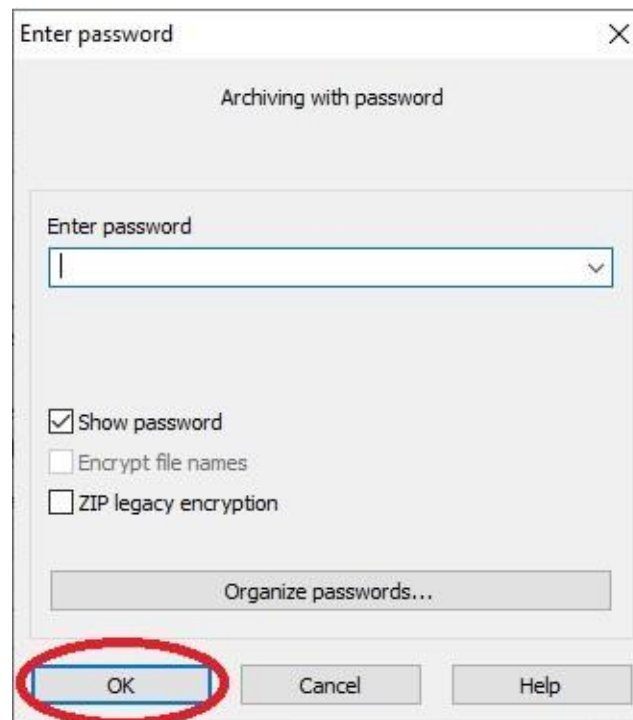 Enter password
Archiving with password
Enter password
Show password
Encrypt file names
ZIP legacy encryption
Organize passwords...
OK Cancel Help